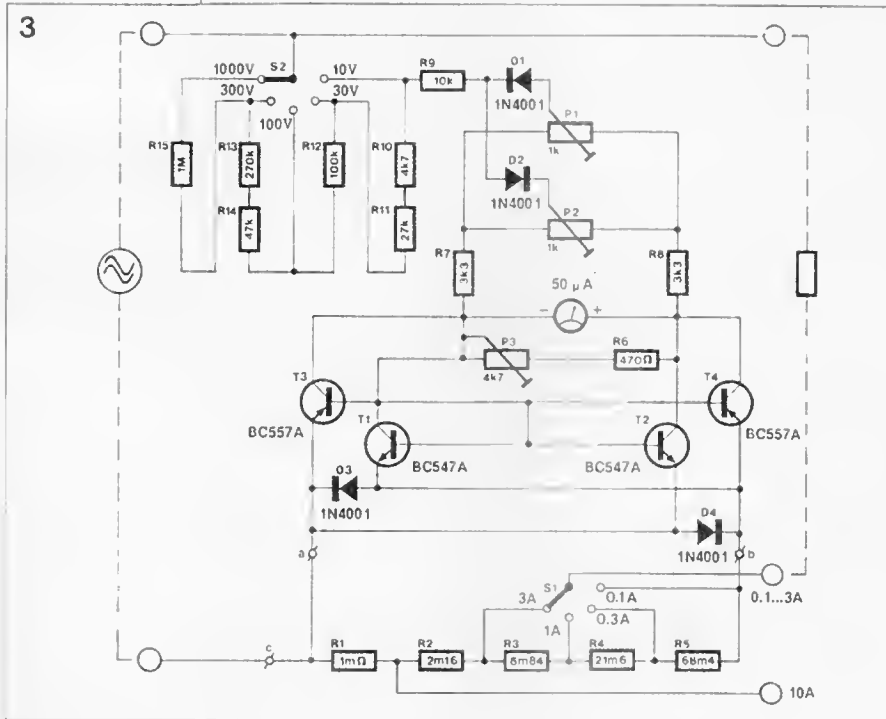 3
1000V
S2
10V
300V
30V
100V
R9
10k
D1
1N4001
P1
1k
R15
1M
R13
270k
R12
100k
R10
4k7
D2
1N4001
P2
1k
R14
47k
R11
27k
R7
3k3
R8
3k3
50 µA
− +
P3
4k7
R6
470Ω
T3
T4
BC557A
T1
T2
BC557A
BC547A
BC547A
D3
1N4001
D4
1N4001
a
b
S1
3A
0.1A
0.1...3A
0.3A
1A
c
R1
1mΩ
R2
2m16
R3
6m84
R4
21m6
R5
68m4
10A